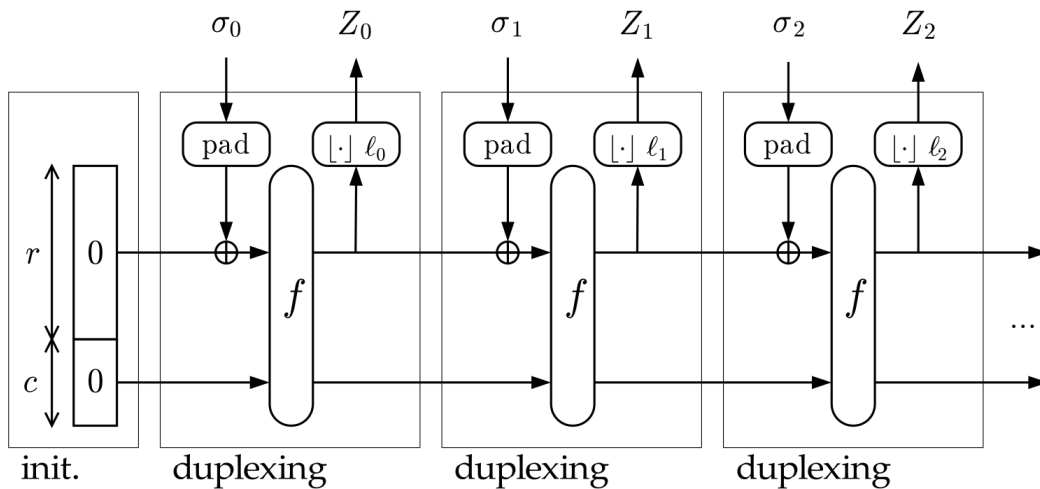 σ₀ Z₀ σ₁ Z₁ σ₂ Z₂
pad ⌊·⌋ ℓ₀ pad ⌊·⌋ ℓ₁ pad ⌊·⌋ ℓ₂
r 0
f f f
...
c 0
init. duplexing duplexing duplexing